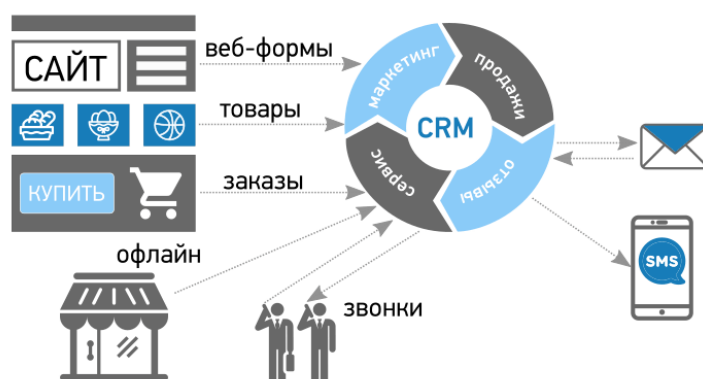 САЙТ
веб-формы
товары
КУПИТЬ
заказы
офлайн
звонки
маркетинг
продажи
CRM
сервис
отзывы
SMS